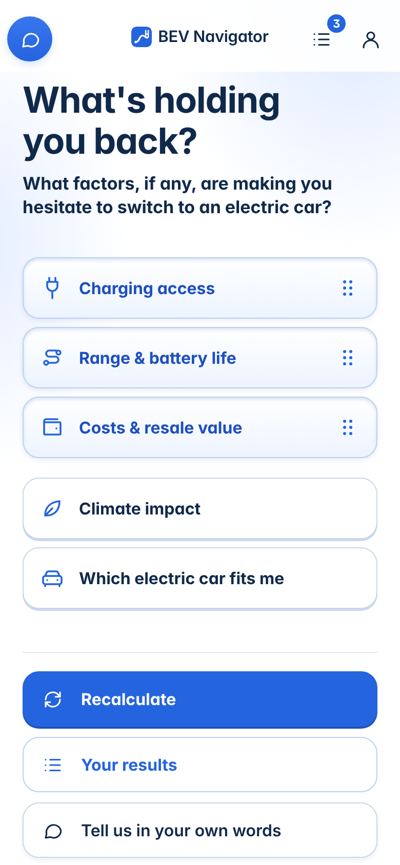 BEV Navigator
3
What's holding
you back?
What factors, if any, are making you
hesitate to switch to an electric car?
Charging access
Range & battery life
Costs & resale value
Climate impact
Which electric car fits me
Recalculate
Your results
Tell us in your own words